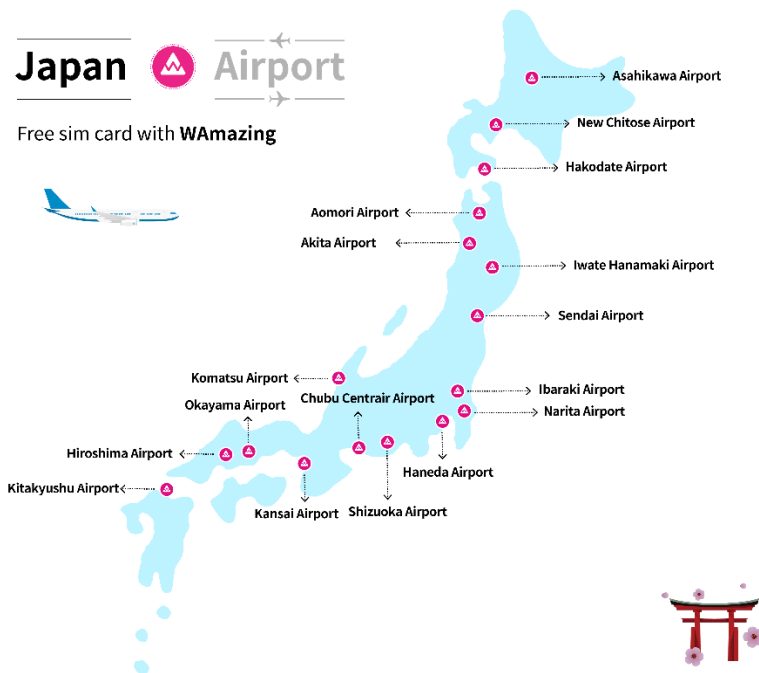 Japan Airport
Free sim card with WAmazing
Asahikawa Airport
New Chitose Airport
Hakodate Airport
Aomori Airport
Akita Airport
Iwate Hanamaki Airport
Sendai Airport
Komatsu Airport
Ibaraki Airport
Chubu Centrair Airport
Okayama Airport
Narita Airport
Hiroshima Airport
Haneda Airport
Kitakyushu Airport
Kansai Airport
Shizuoka Airport